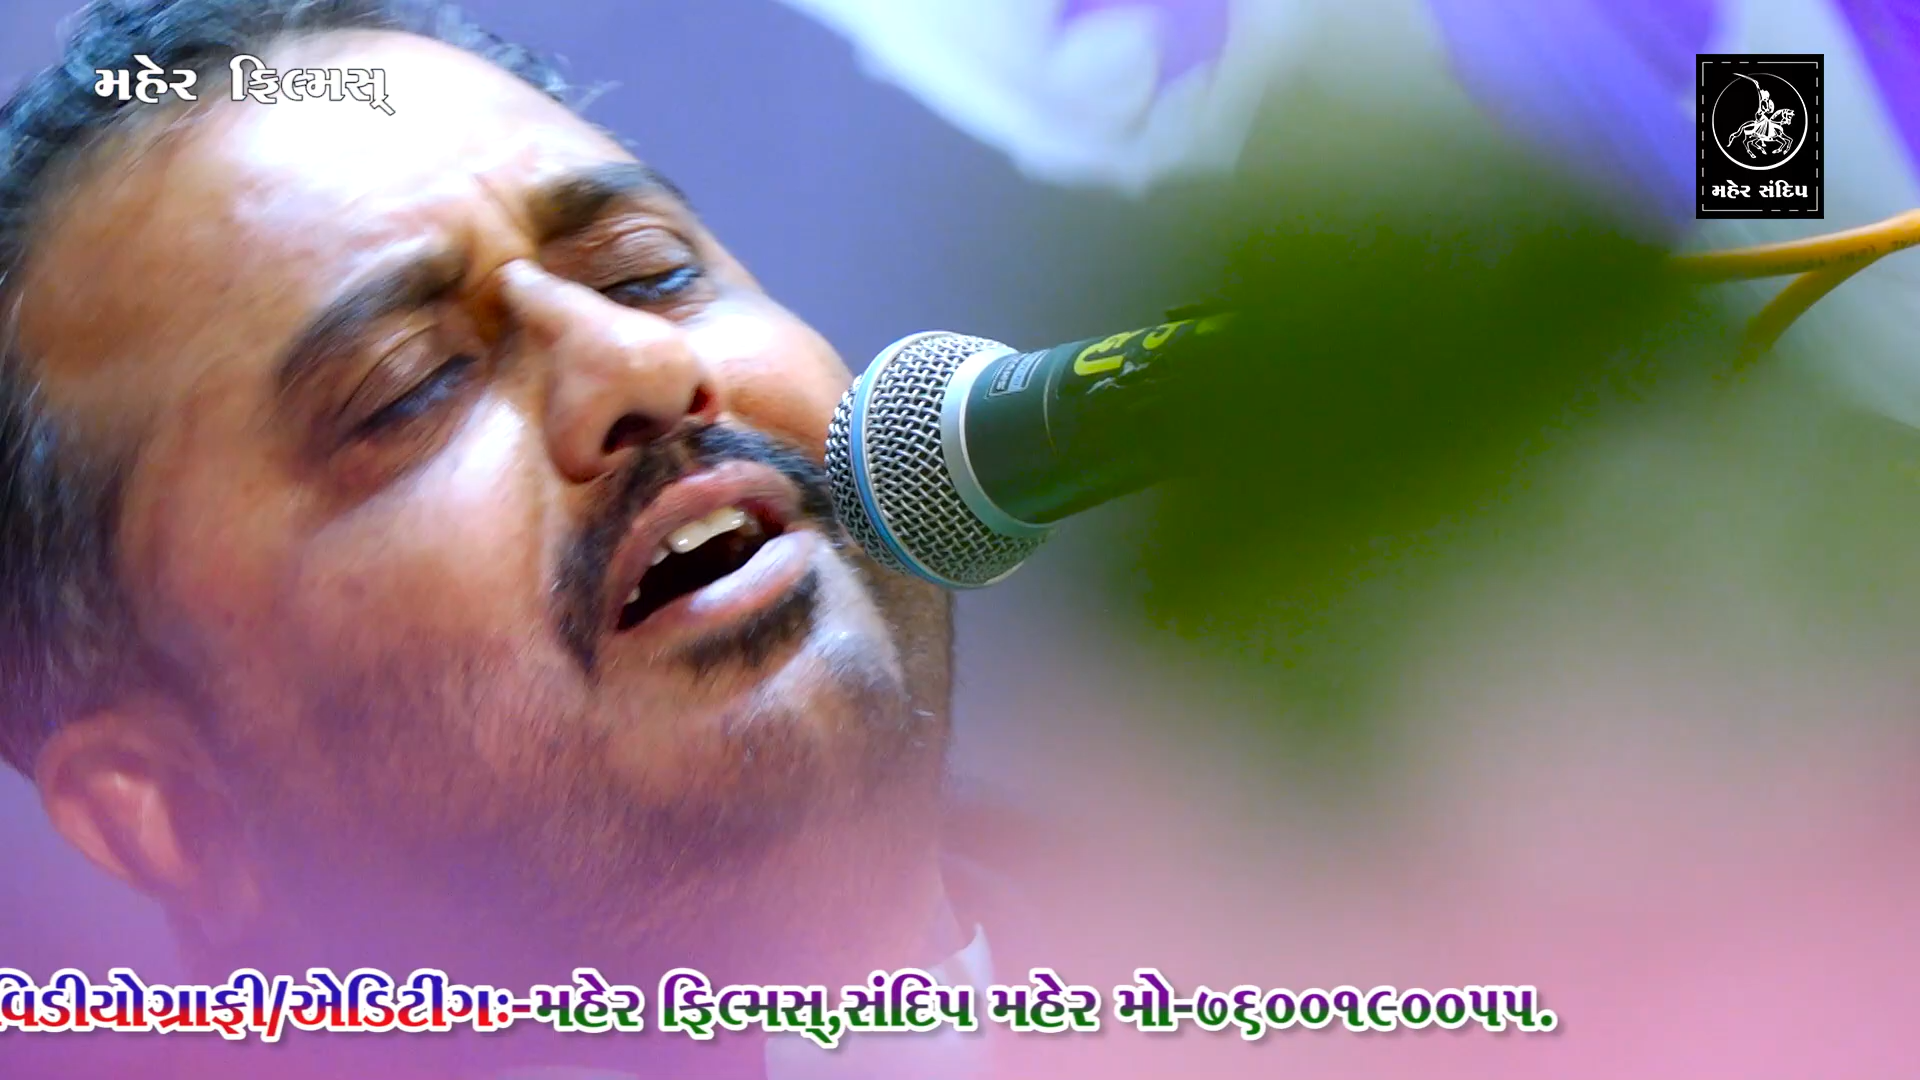 મહેર ફિલ્મસ્
મહેર સંદિપ
વિડીયોગ્રાફી/એડિટીંગઃ-મહેર ફિલ્મસ્,સંદિપ મહેર મો-૭૬૦૦૧૯૦૦૫૫.